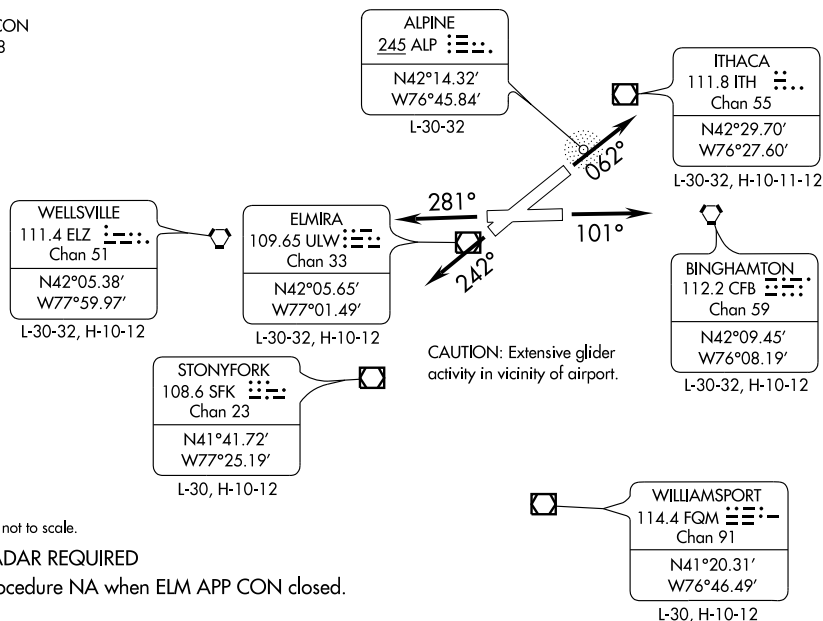 CON
ALPINE
245 ALP
N42°14.32′
W76°45.84′
L-30-32
ITHACA
111.8 ITH
Chan 55
N42°29.70′
W76°27.60′
L-30-32, H-10-11-12
062°
281°
101°
242°
WELLSVILLE
111.4 ELZ
Chan 51
N42°05.38′
W77°59.97′
L-30-32, H-10-12
ELMIRA
109.65 ULW
Chan 33
N42°05.65′
W77°01.49′
L-30-32, H-10-12
BINGHAMTON
112.2 CFB
Chan 59
N42°09.45′
W76°08.19′
L-30-32, H-10-12
CAUTION: Extensive glider
activity in vicinity of airport.
STONYFORK
108.6 SFK
Chan 23
N41°41.72′
W77°25.19′
L-30, H-10-12
WILLIAMSPORT
114.4 FQM
Chan 91
N41°20.31′
W76°46.49′
L-30, H-10-12
not to scale.
ADAR REQUIRED
ocedure NA when ELM APP CON closed.